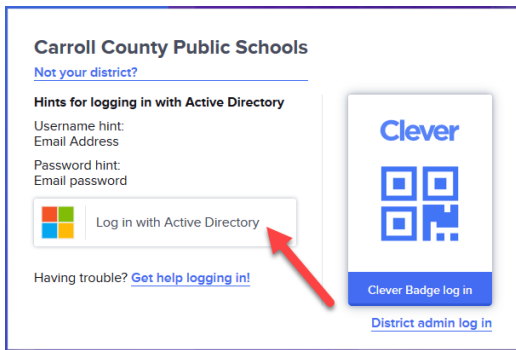 Carroll County Public Schools
Not your district?
Hints for logging in with Active Directory
Username hint:
Email Address
Password hint:
Email password
Log in with Active Directory
Having trouble? Get help logging in!
Clever
Clever Badge log in
District admin log in